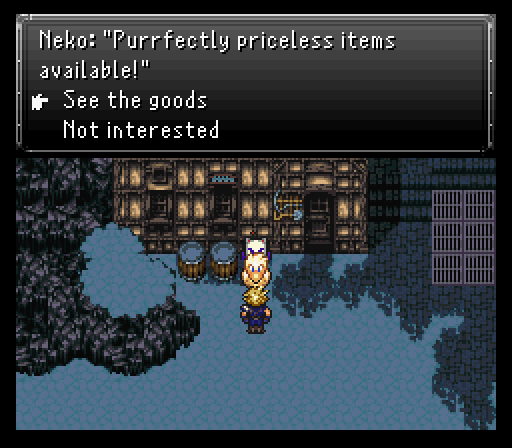 Neko: "Purrfectly priceless items
available!"
See the goods
Not interested